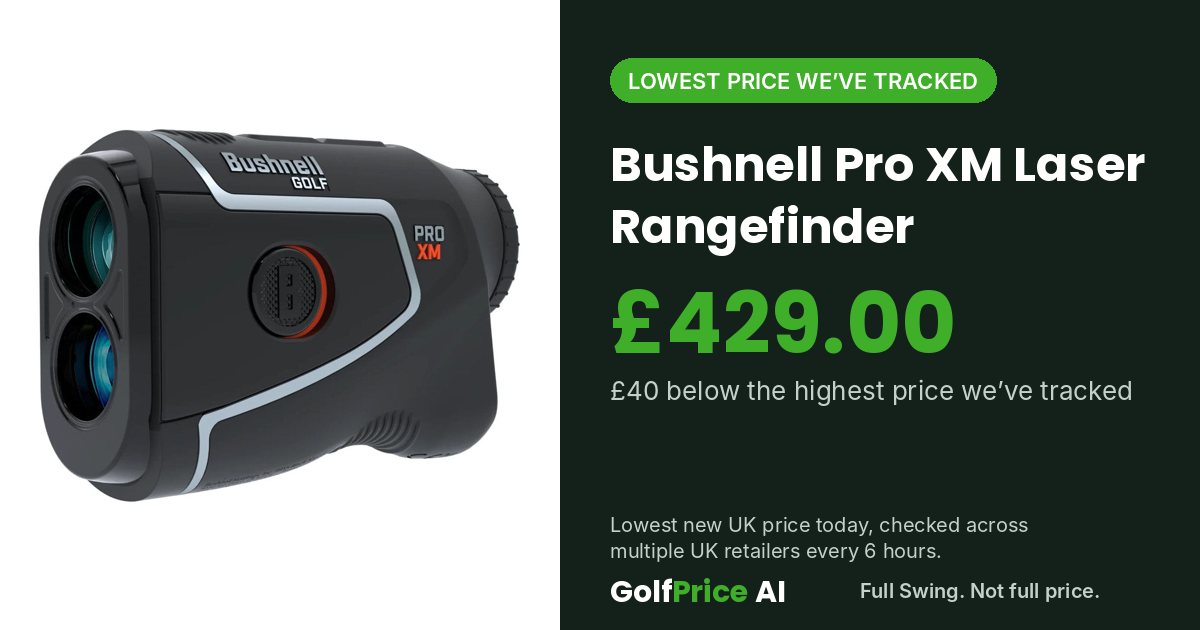 Bushnell
GOLF
PRO
XM
B
LOWEST PRICE WE’VE TRACKED
Bushnell Pro XM Laser
Rangefinder
£429.00
£40 below the highest price we’ve tracked
Lowest new UK price today, checked across
multiple UK retailers every 6 hours.
GolfPrice AI
Full Swing. Not full price.